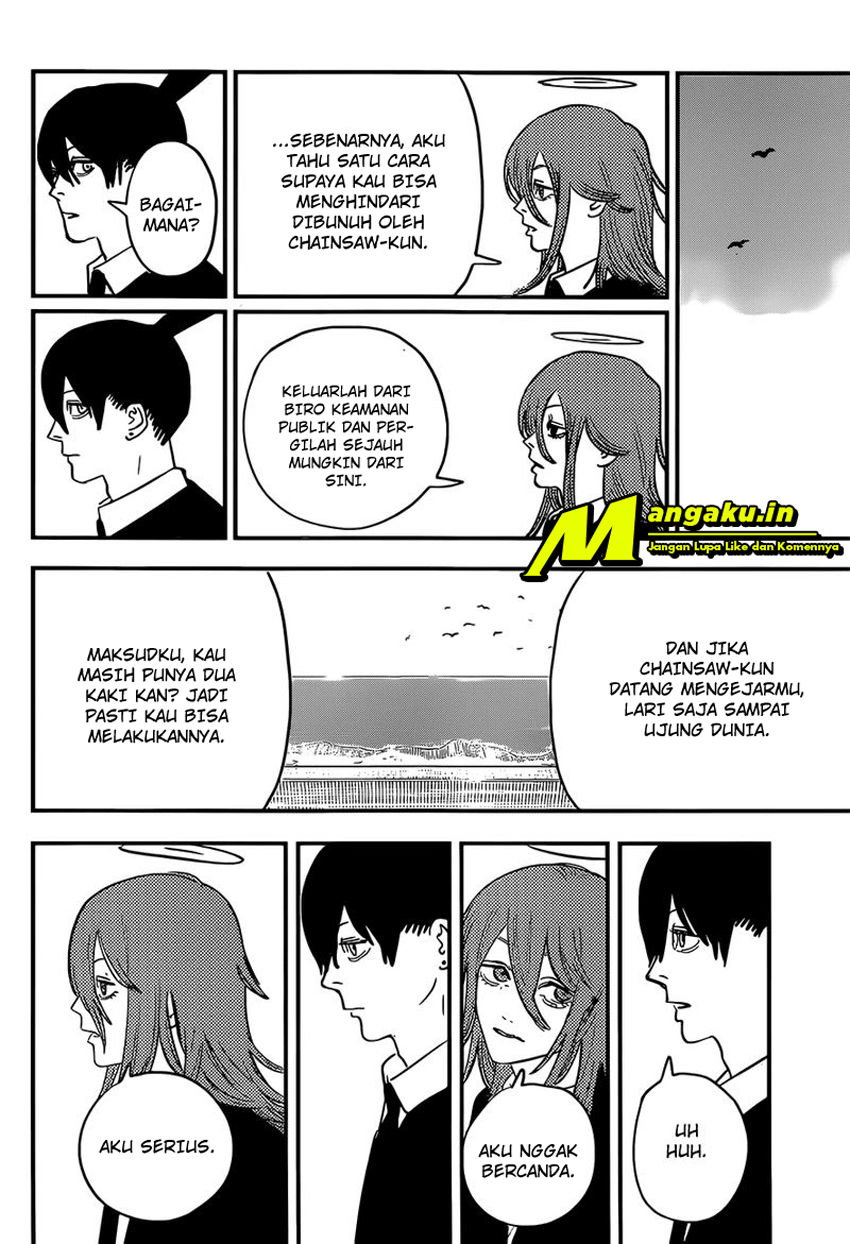 ...SEBENARNYA, AKU
TAHU SATU CARA
SUPAYA KAU BISA
MENGHINDARI
DIBUNUH OLEH
CHAINSAW-KUN.
BAGAI-
MANA?
KELUARLAH DARI
BIRO KEAMANAN
PUBLIK DAN PER-
GILAH SEJAUH
MUNGKIN DARI
SINI.
Mangaku.in
Jangan Lupa Like dan Komennya
DAN JIKA
CHAINSAW-KUN
DATANG MENGEJARMU,
LARI SAJA SAMPAI
UJUNG DUNIA.
MAKSUDKU, KAU
MASIH PUNYA DUA
KAKI KAN? JADI
PASTI KAU BISA
MELAKUKANNYA.
UH
HUH.
AKU NGGAK
BERCANDA.
AKU SERIUS.